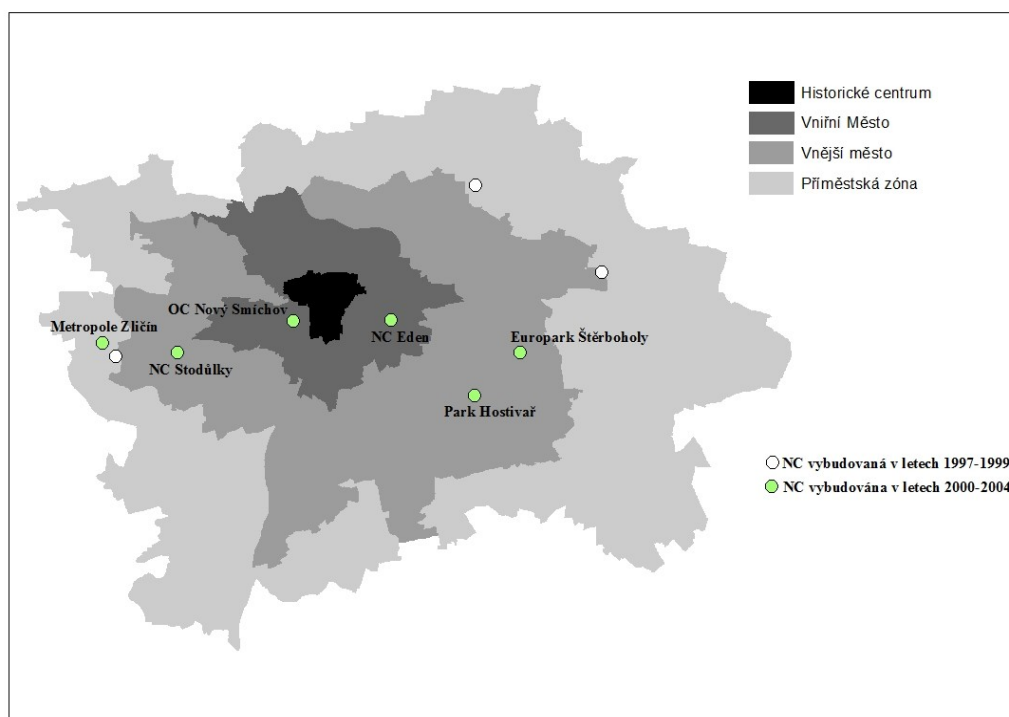 Historické centrum
Vniřní Město
Vnější město
Příměstská zóna
OC Nový Smíchov
Metropole Zličín
NC Eden
Europark Štěrboholy
NC Stodůlky
Park Hostivař
NC vybudovaná v letech 1997-1999
NC vybudována v letech 2000-2004